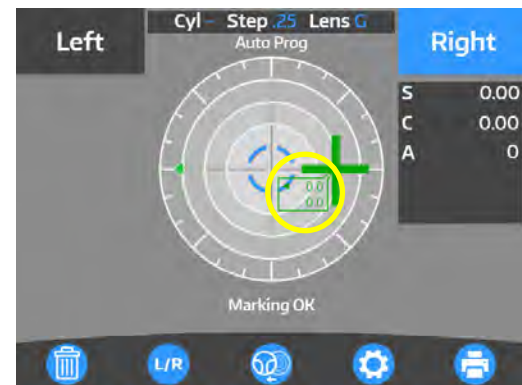 Cyl - Step .25 Lens G
Left
Auto Prog
Right
S 0.00
C 0.00
A 0
0.0
0.0
Marking OK
L/R